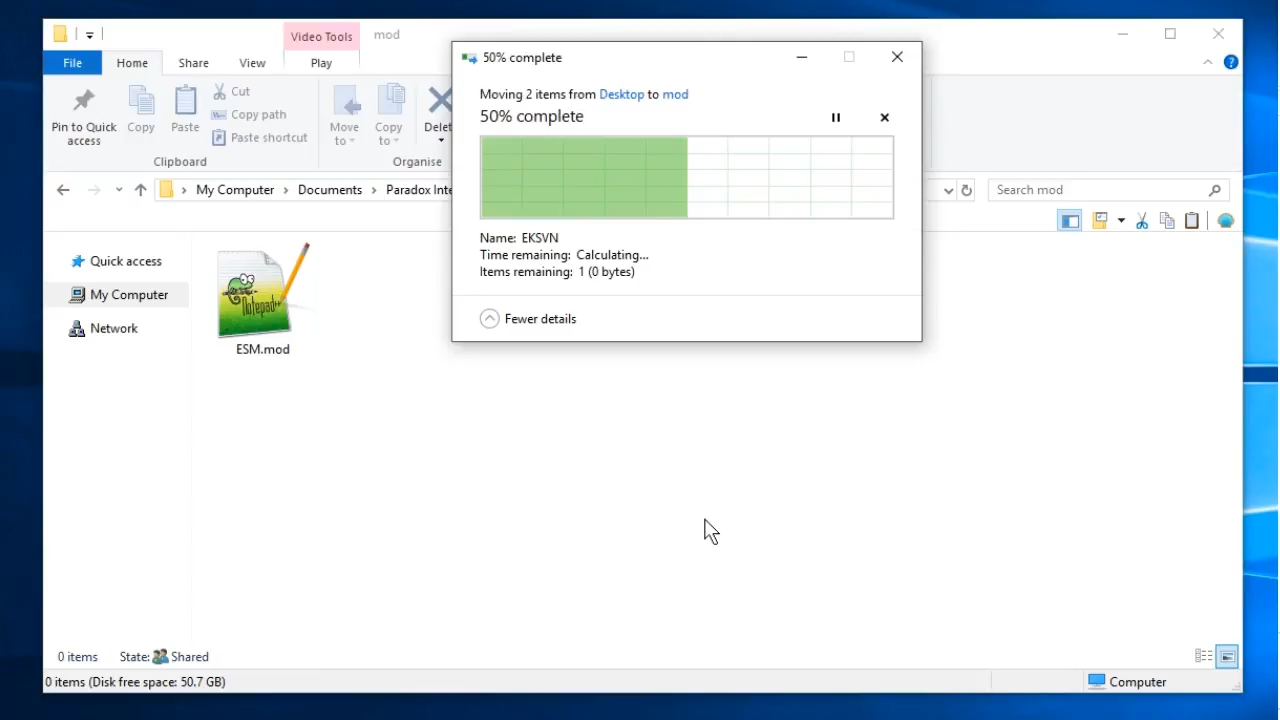 Video Tools
mod
File
Home
Share
View
Play
Pin to Quick access
Copy
Paste
Cut
Copy path
Paste shortcut
Clipboard
Move to
Copy to
Delet
Organise
My Computer
Documents
Paradox Inte
Search mod
50% complete
Moving 2 items from Desktop to mod
50% complete
Name: EKSVN
Time remaining: Calculating...
Items remaining: 1 (0 bytes)
Fewer details
Quick access
My Computer
Network
Notepad++
ESM.mod
0 items
State: Shared
0 items (Disk free space: 50.7 GB)
Computer